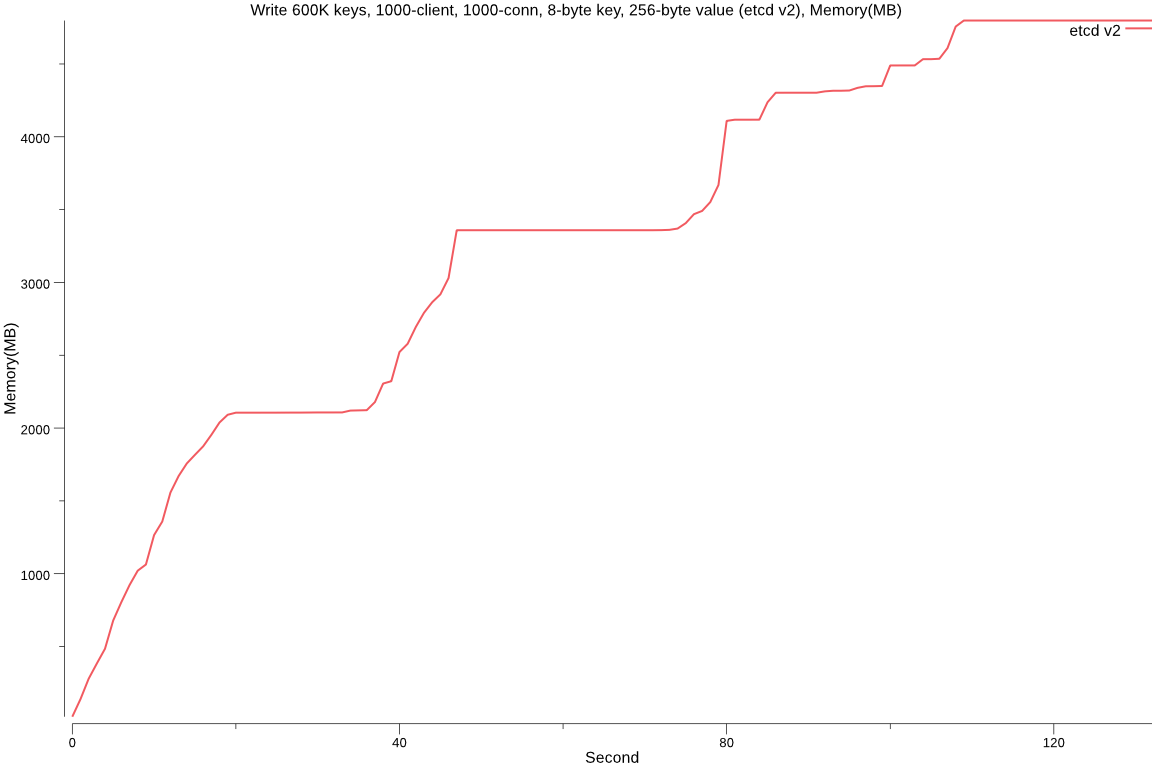 Write 600K keys, 1000-client, 1000-conn, 8-byte key, 256-byte value (etcd v2), Memory(MB)
etcd v2
4000
3000
Memory(MB)
2000
1000
0
40
80
120
Second